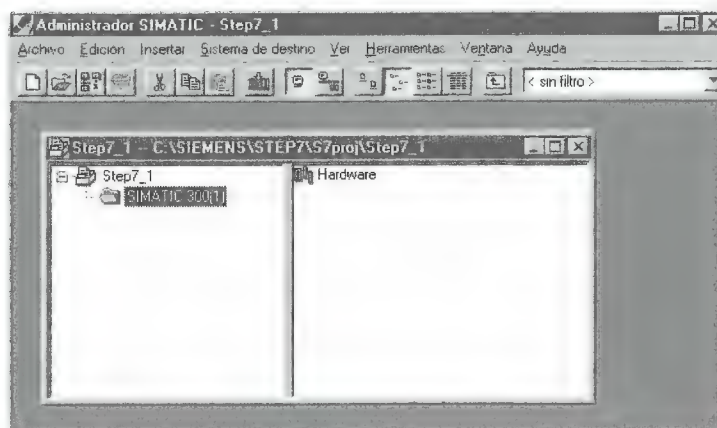 Administrador SIMATIC - Step7_1
Archivo Edición Insertar Sistema de destino Ver Herramientas Ventana Ayuda
< sin filtro >
Step7_1 -- C:\SIEMENS\STEP7\S7proj\Step7_1
Step7_1
SIMATIC 300(1)
Hardware